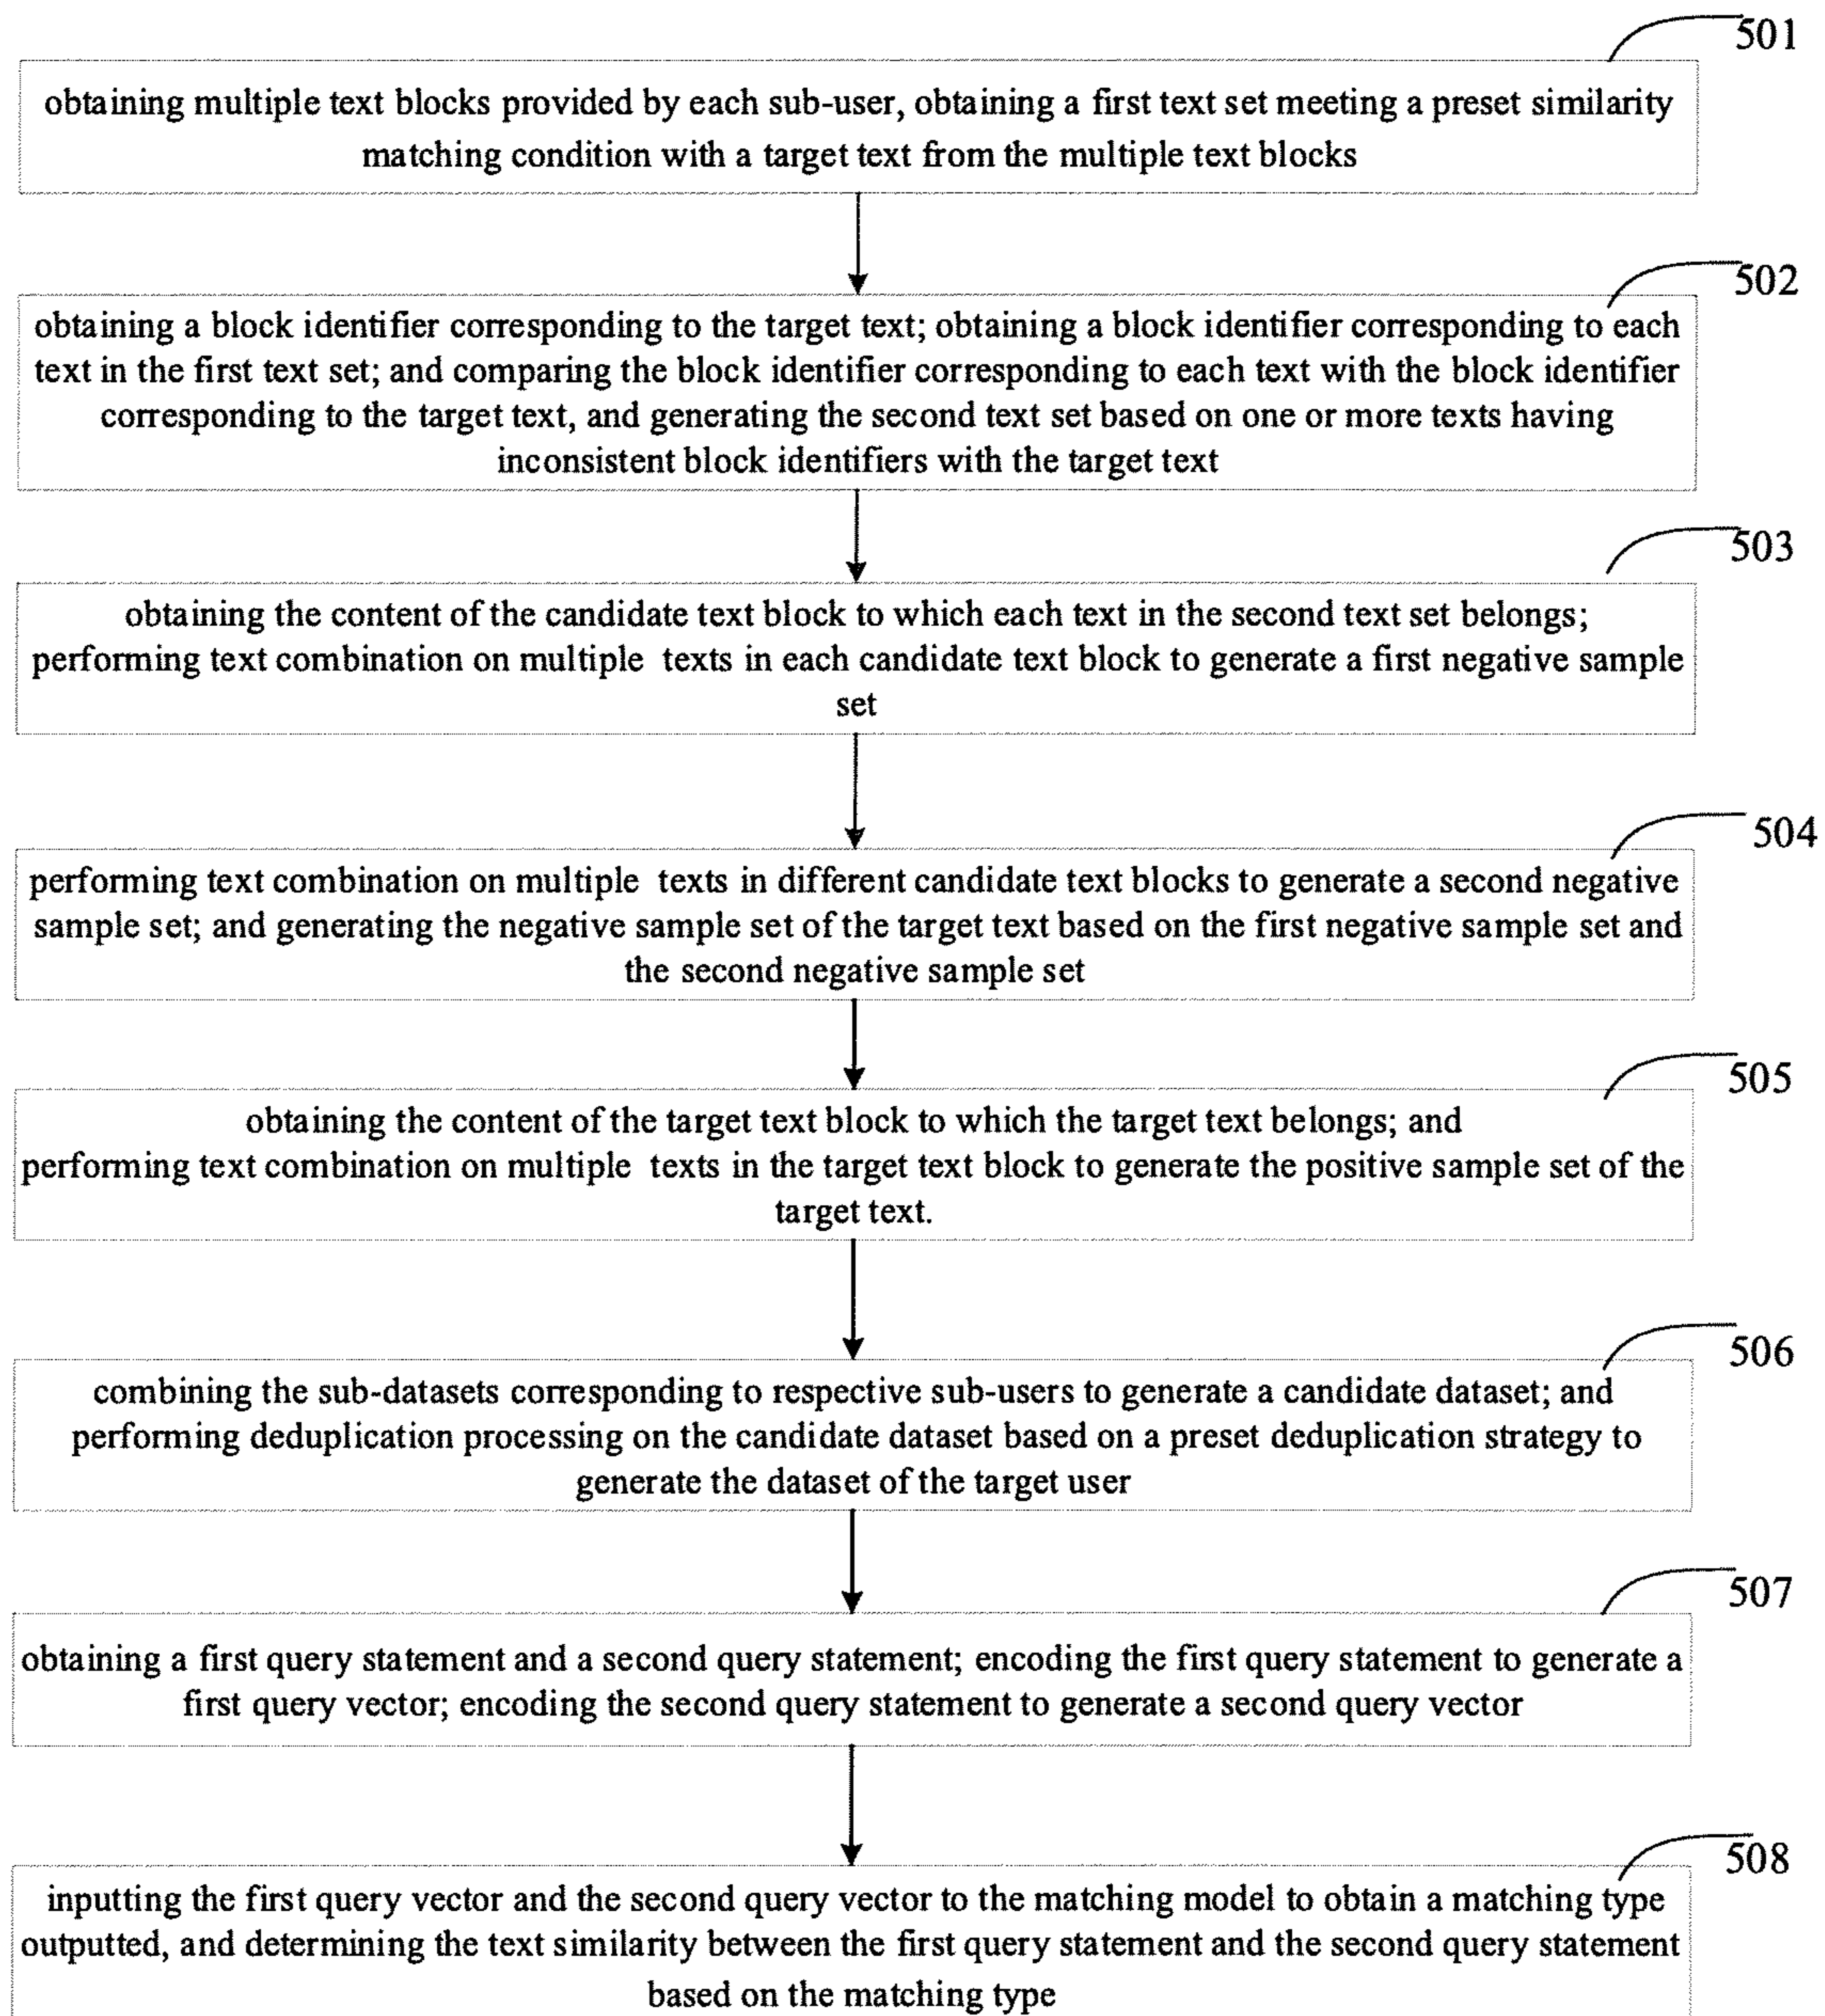 501
obtaining multiple text blocks provided by each sub-user, obtaining a first text set meeting a preset similarity
matching condition with a target text from the multiple text blocks
502
obtaining a block identifier corresponding to the target text; obtaining a block identifier corresponding to each
text in the first text set; and comparing the block identifier corresponding to each text with the block identifier
corresponding to the target text, and generating the second text set based on one or more texts having
inconsistent block identifiers with the target text
503
obtaining the content of the candidate text block to which each text in the second text set belongs;
performing text combination on multiple texts in each candidate text block to generate a first negative sample
set
504
performing text combination on multiple texts in different candidate text blocks to generate a second negative
sample set; and generating the negative sample set of the target text based on the first negative sample set and
the second negative sample set
505
obtaining the content of the target text block to which the target text belongs; and
performing text combination on multiple texts in the target text block to generate the positive sample set of the
target text.
506
combining the sub-datasets corresponding to respective sub-users to generate a candidate dataset; and
performing deduplication processing on the candidate dataset based on a preset deduplication strategy to
generate the dataset of the target user
507
obtaining a first query statement and a second query statement; encoding the first query statement to generate a
first query vector; encoding the second query statement to generate a second query vector
508
inputting the first query vector and the second query vector to the matching model to obtain a matching type
outputted, and determining the text similarity between the first query statement and the second query statement
based on the matching type